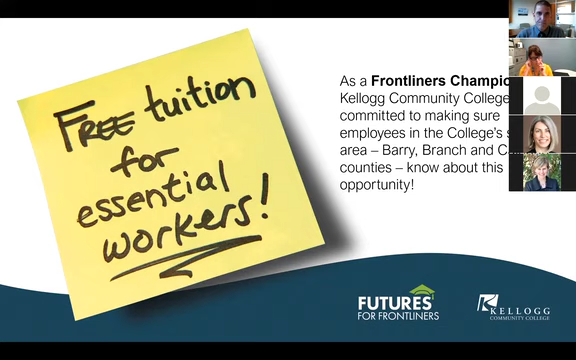 FREE tuition
for
essential
workers!
As a Frontliners Champio
Kellogg Community College
committed to making sure
employees in the College's s
area – Barry, Branch and C
counties – know about this
opportunity!
FUTURES
FOR FRONTLINERS
KELLOGG
COMMUNITY COLLEGE